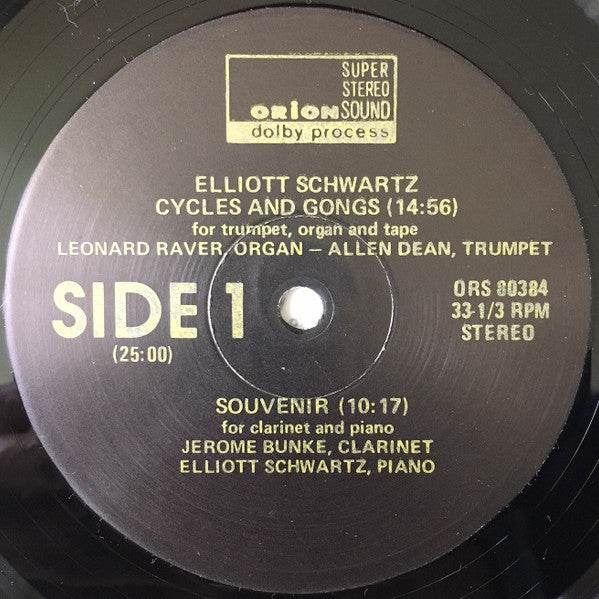 SUPER
STEREO
ORION SOUND
dolby process
ELLIOTT SCHWARTZ
CYCLES AND GONGS (14:56)
for trumpet, organ and tape
LEONARD RAVER, ORGAN – ALLEN DEAN, TRUMPET
SIDE 1
(25:00)
ORS 80384
33-1/3 RPM
STEREO
SOUVENIR (10:17)
for clarinet and piano
JEROME BUNKE, CLARINET
ELLIOTT SCHWARTZ, PIANO